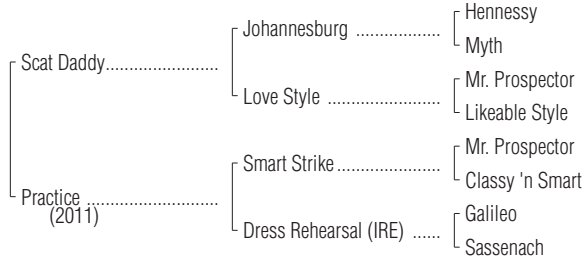 Hennessy
Johannesburg ....................
Myth
Scat Daddy..........................
Mr. Prospector
Love Style ..........................
Likeable Style
Mr. Prospector
Smart Strike ........................
Classy 'n Smart
Practice ..............................
(2011)
Galileo
Dress Rehearsal (IRE) ......
Sassenach